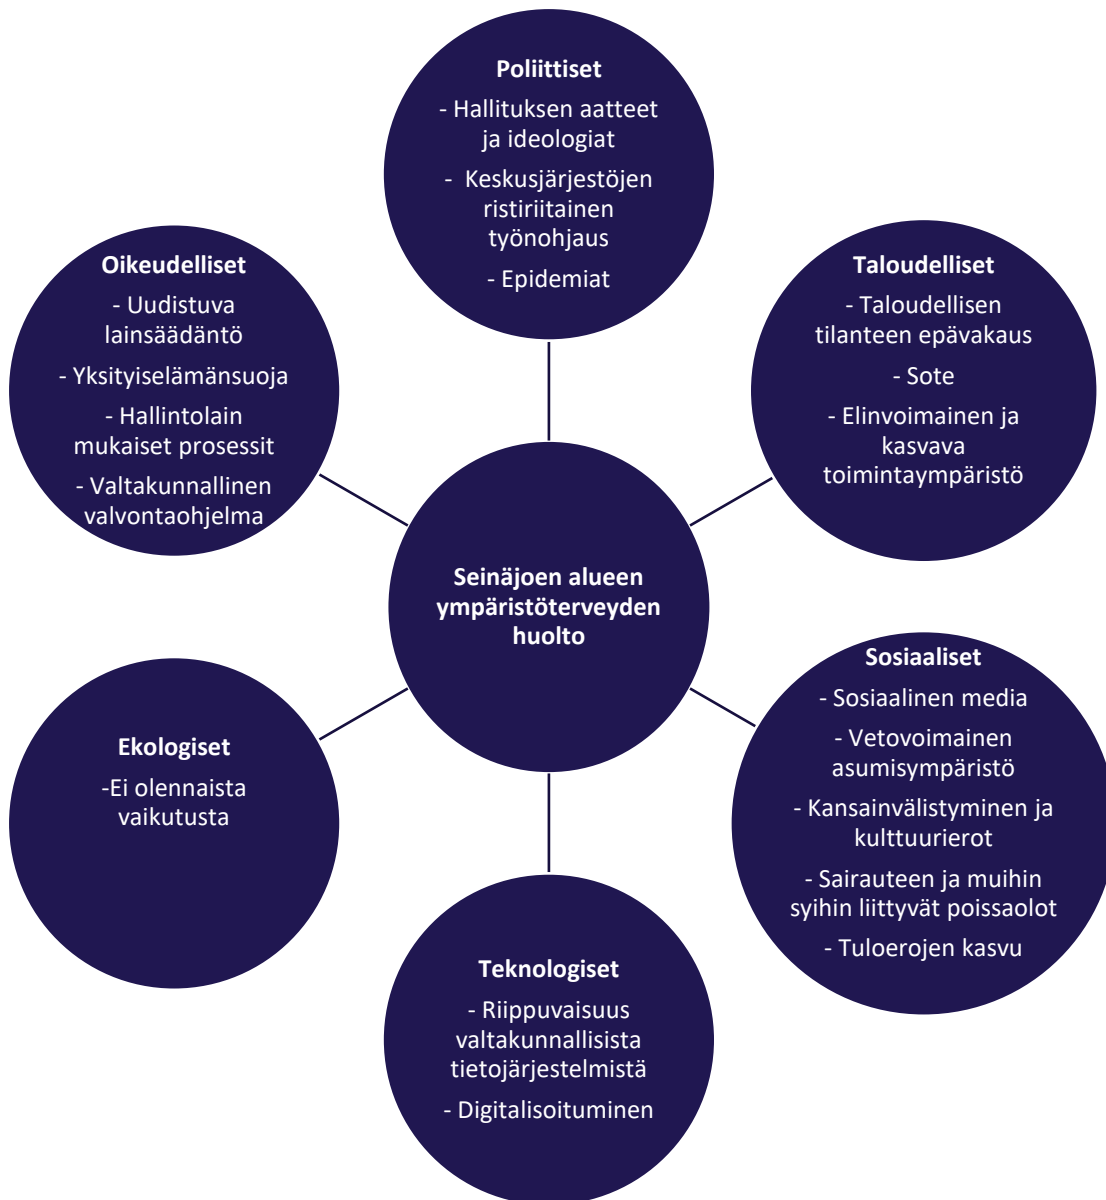 Poliittiset
- Hallituksen aatteet
ja ideologiat
- Keskusjärjestöjen
ristiriitainen
työnohjaus
- Epidemiat
Oikeudelliset
- Uudistuva
lainsäädäntö
- Yksityiselämänsuoja
- Hallintolain
mukaiset prosessit
- Valtakunnallinen
valvontaohjelma
Taloudelliset
- Taloudellisen
tilanteen epävakaus
- Sote
- Elinvoimainen ja
kasvava
toimintaympäristö
Seinäjoen alueen
ympäristöterveyden
huolto
Ekologiset
-Ei olennaista
vaikutusta
Sosiaaliset
- Sosiaalinen media
- Vetovoimainen
asumisympäristö
- Kansainvälistyminen ja
kulttuurierot
- Sairauteen ja muihin
syihin liittyvät poissaolot
- Tuloerojen kasvu
Teknologiset
- Riippuvaisuus
valtakunnallisista
tietojärjestelmistä
- Digitalisoituminen